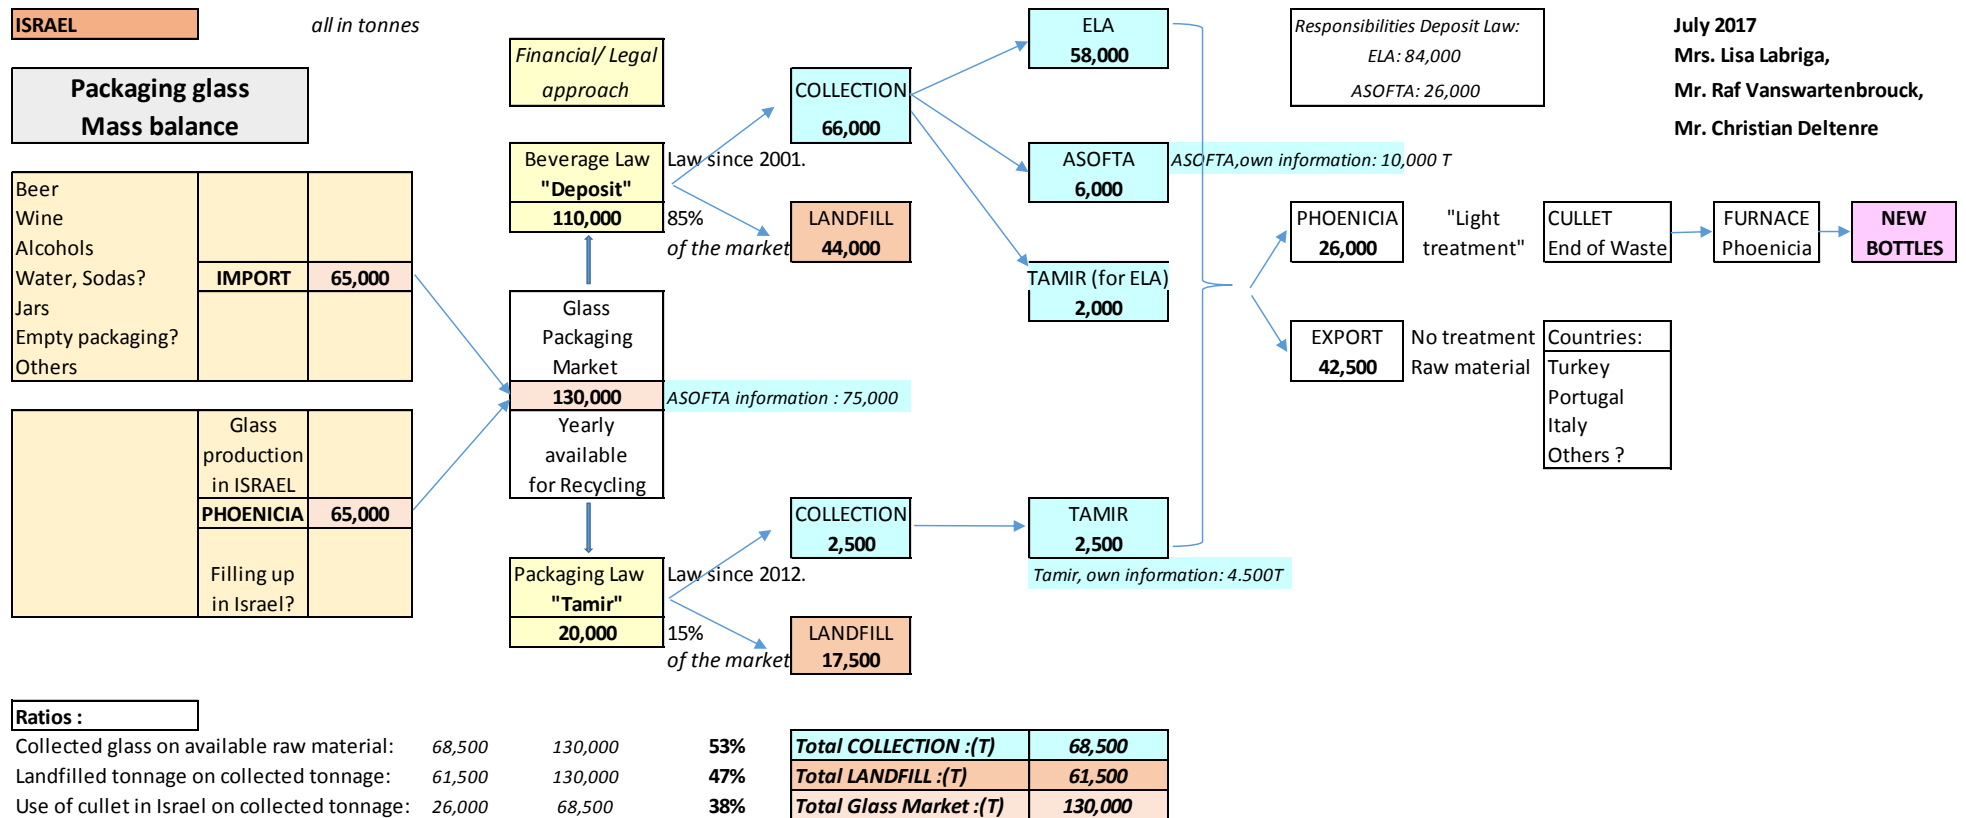 ISRAEL
all in tonnes
Packaging glass
Mass balance
Financial/ Legal
approach
COLLECTION
66,000
ELA
58,000
Responsibilities Deposit Law:
ELA: 84,000
ASOFTA: 26,000
July 2017
Mrs. Lisa Labriga,
Mr. Raf Vanswartenbrouck,
Mr. Christian Deltenre
Beverage Law
"Deposit"
110,000
Law since 2001.
85%
of the market
LANDFILL
44,000
ASOFTA
6,000
ASOFTA,own information: 10,000 T
TAMIR (for ELA)
2,000
Beer
Wine
Alcohols
Water, Sodas?
Jars
Empty packaging?
Others
IMPORT
65,000
Glass
Packaging
Market
130,000
Yearly
available
for Recycling
ASOFTA information : 75,000
PHOENICIA
26,000
"Light
treatment"
CULLET
End of Waste
FURNACE
Phoenicia
NEW
BOTTLES
EXPORT
42,500
No treatment
Raw material
Countries:
Turkey
Portugal
Italy
Others ?
Glass
production
in ISRAEL
PHOENICIA
65,000
Filling up
in Israel?
Packaging Law
"Tamir"
20,000
Law since 2012.
15%
of the market
COLLECTION
2,500
LANDFILL
17,500
TAMIR
2,500
Tamir, own information: 4.500T
Ratios :
Collected glass on available raw material: 68,500 130,000 53%
Landfilled tonnage on collected tonnage: 61,500 130,000 47%
Use of cullet in Israel on collected tonnage: 26,000 68,500 38%
Total COLLECTION :(T) 68,500
Total LANDFILL :(T) 61,500
Total Glass Market :(T) 130,000